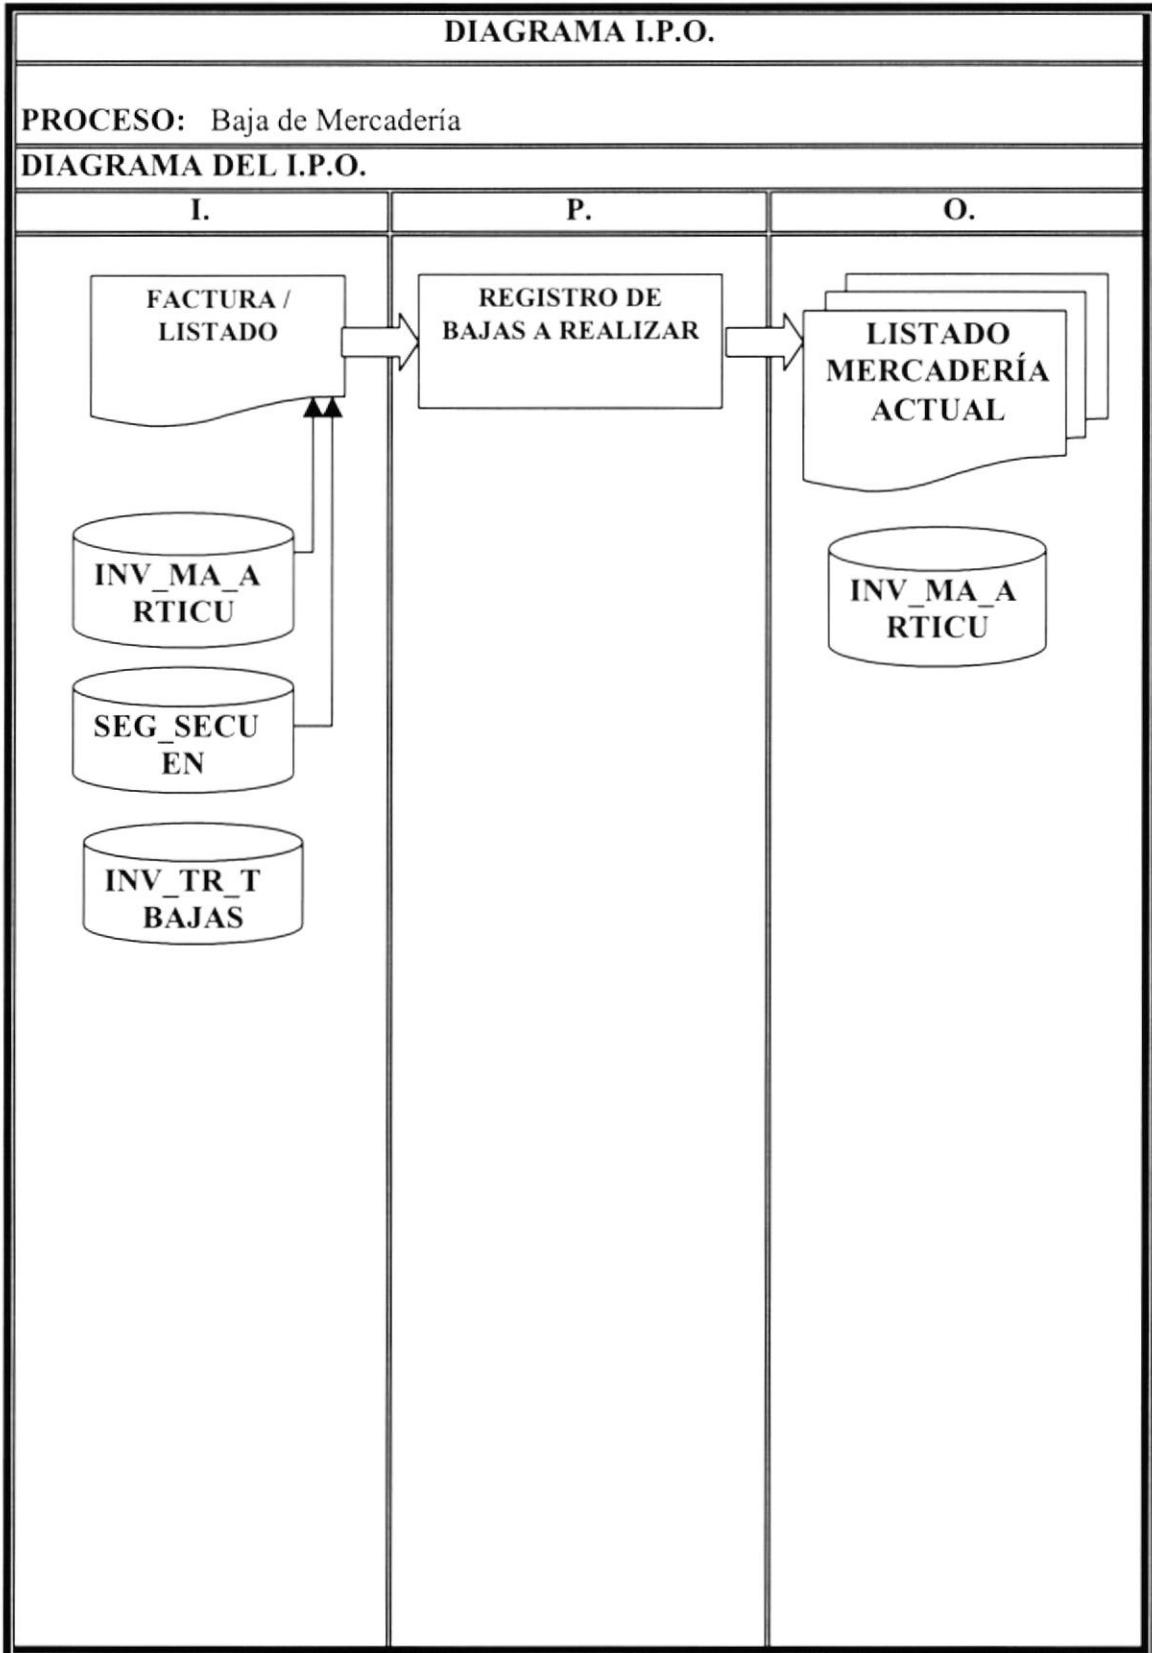 DIAGRAMA I.P.O.
PROCESO: Baja de Mercadería
DIAGRAMA DEL I.P.O.
I.
P.
O.
FACTURA /
LISTADO
INV_MA_A
RTICU
SEG_SECU
EN
INV_TR_T
BAJAS
REGISTRO DE
BAJAS A REALIZAR
LISTADO
MERCADERÍA
ACTUAL
INV_MA_A
RTICU